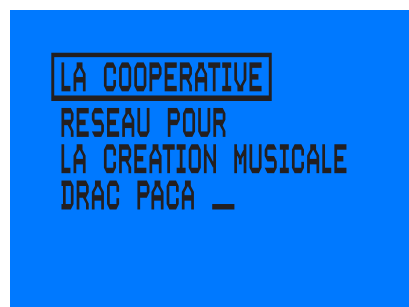 LA COOPERATIVE
RESEAU POUR
LA CREATION MUSICALE
DRAC PACA _